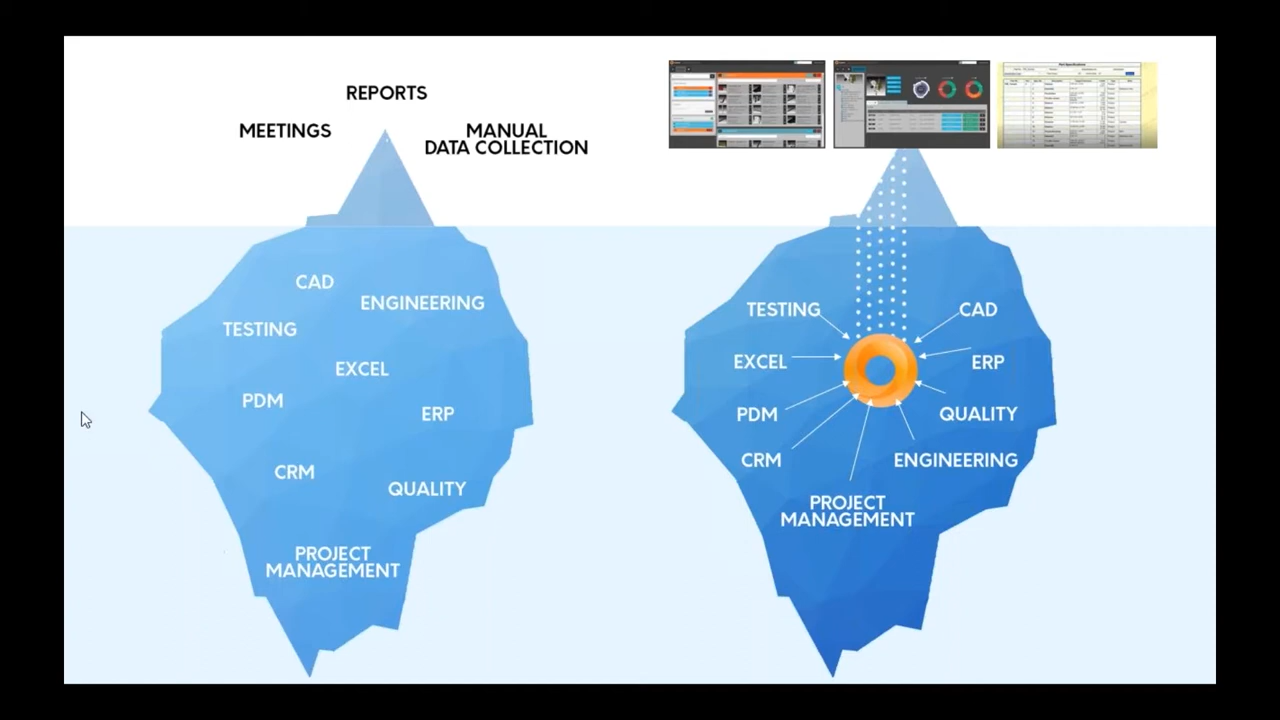 REPORTS
MEETINGS
MANUAL
DATA COLLECTION
CAD
ENGINEERING
TESTING
EXCEL
PDM
ERP
CRM
QUALITY
PROJECT
MANAGEMENT
TESTING
CAD
EXCEL
ERP
PDM
QUALITY
CRM
ENGINEERING
PROJECT
MANAGEMENT